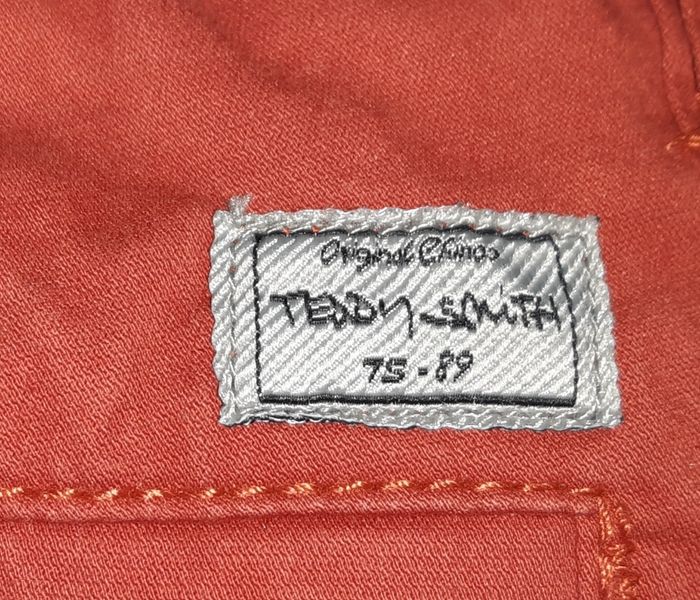 Original Chinos
TEDDY SMITH
75-89